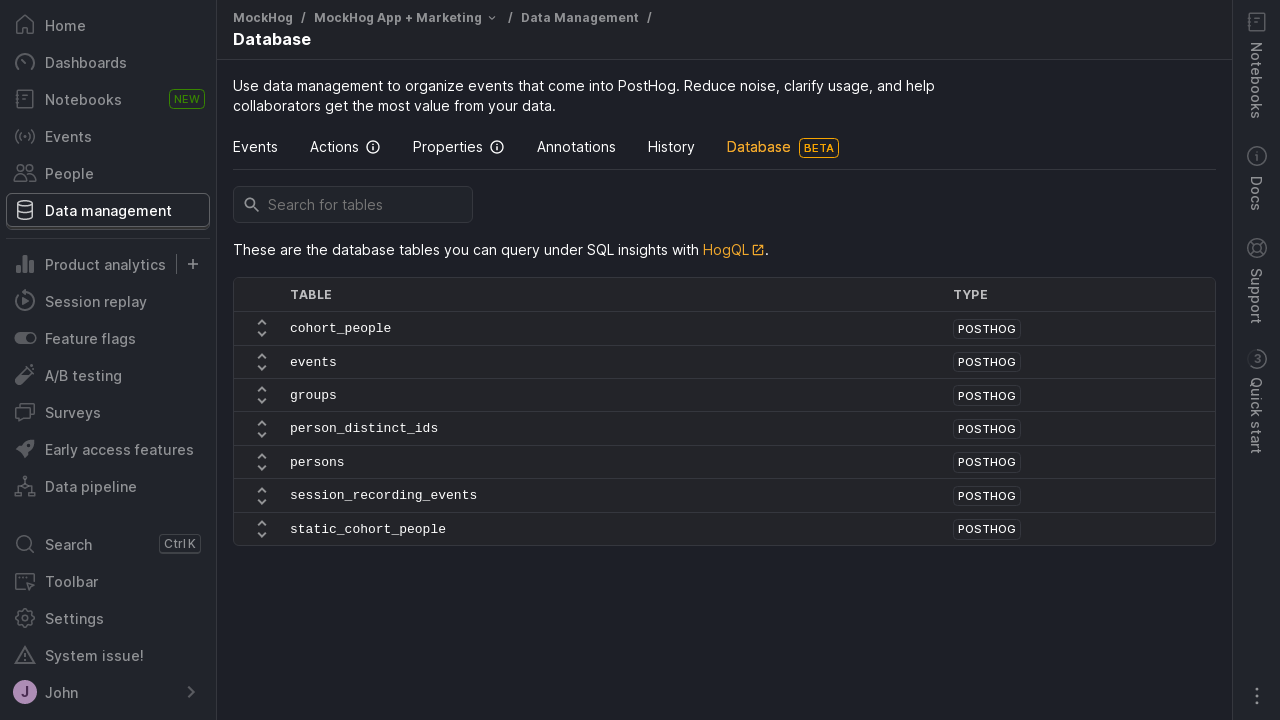 Home
Dashboards
Notebooks NEW
Events
People
Data management
Product analytics
Session replay
Feature flags
A/B testing
Surveys
Early access features
Data pipeline
Search Ctrl K
Toolbar
Settings
System issue!
J John
MockHog / MockHog App + Marketing / Data Management /
Database
Use data management to organize events that come into PostHog. Reduce noise, clarify usage, and help
collaborators get the most value from your data.
Events Actions Properties Annotations History Database BETA
Search for tables
These are the database tables you can query under SQL insights with HogQL.
TABLE TYPE
cohort_people POSTHOG
events POSTHOG
groups POSTHOG
person_distinct_ids POSTHOG
persons POSTHOG
session_recording_events POSTHOG
static_cohort_people POSTHOG
Notebooks
Docs
Support
3 Quick start